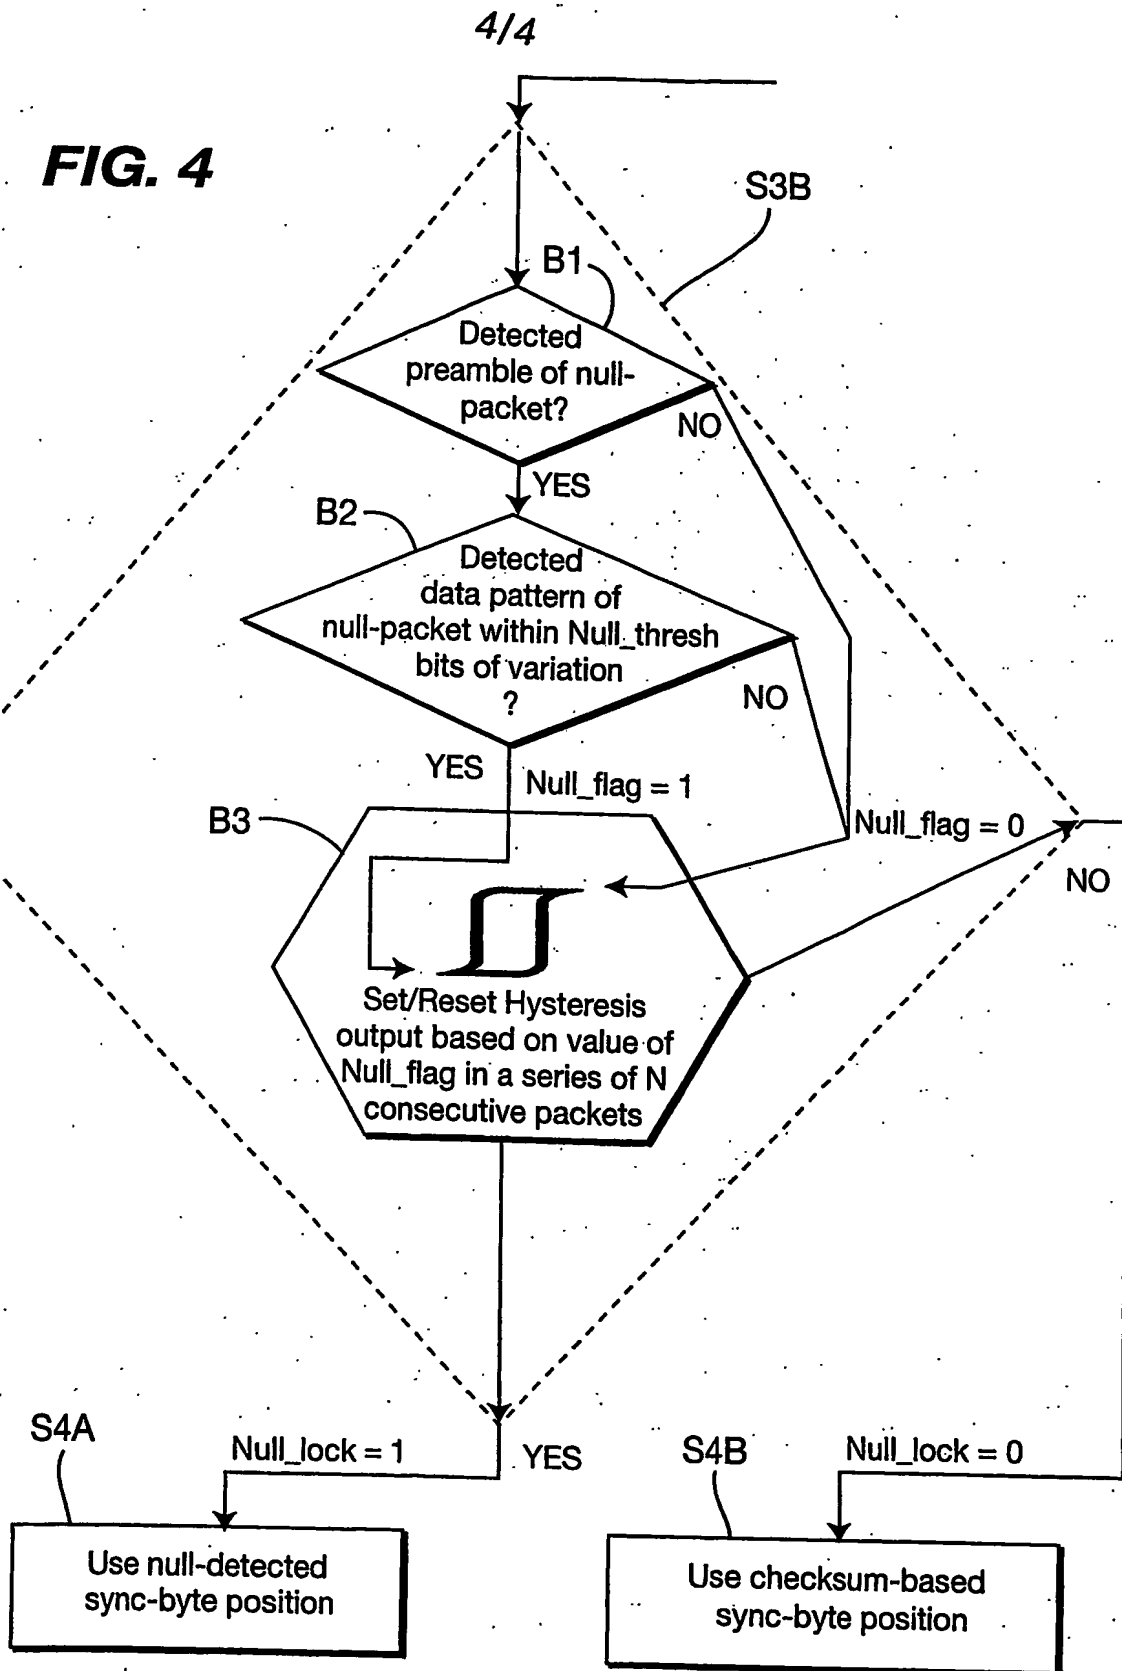 4/4
FIG. 4
S3B
B1
Detected
preamble of null-
packet?
NO
YES
B2
Detected
data pattern of
null-packet within Null_thresh
bits of variation
?
NO
YES
Null_flag = 1
B3
Null_flag = 0
NO
Set/Reset Hysteresis
output based on value of
Null_flag in a series of N
consecutive packets
S4A
Null_lock = 1
YES
S4B
Null_lock = 0
Use null-detected
sync-byte position
Use checksum-based
sync-byte position